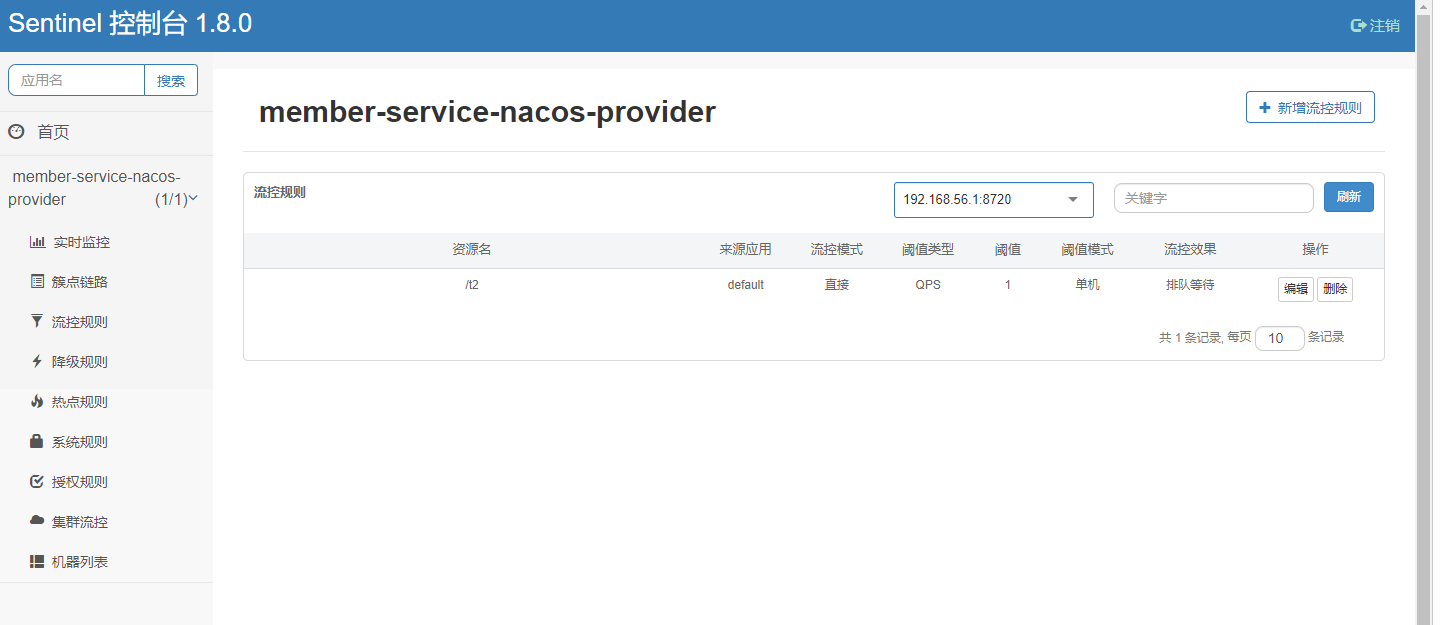 Sentinel 控制台 1.8.0
注销
应用名 搜索
首页
member-service-nacos-
provider (1/1)
实时监控
簇点链路
流控规则
降级规则
热点规则
系统规则
授权规则
集群流控
机器列表
member-service-nacos-provider
新增流控规则
流控规则 192.168.56.1:8720 关键字 刷新
资源名 来源应用 流控模式 阈值类型 阈值 阈值模式 流控效果 操作
/t2 default 直接 QPS 1 单机 排队等待 编辑 删除
共 1 条记录, 每页 10 条记录